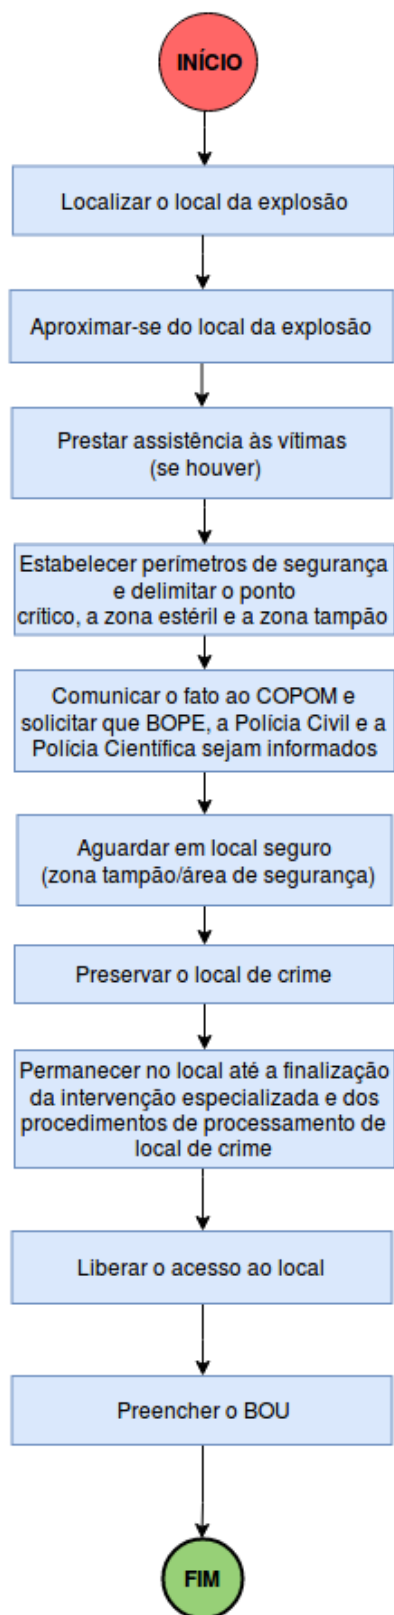 INÍCIO
Localizar o local da explosão
Aproximar-se do local da explosão
Prestar assistência às vítimas
(se houver)
Estabelecer perímetros de segurança
e delimitar o ponto
crítico, a zona estéril e a zona tampão
Comunicar o fato ao COPOM e
solicitar que BOPE, a Polícia Civil e a
Polícia Científica sejam informados
Aguardar em local seguro
(zona tampão/área de segurança)
Preservar o local de crime
Permanecer no local até a finalização
da intervenção especializada e dos
procedimentos de processamento de
local de crime
Liberar o acesso ao local
Preencher o BOU
FIM